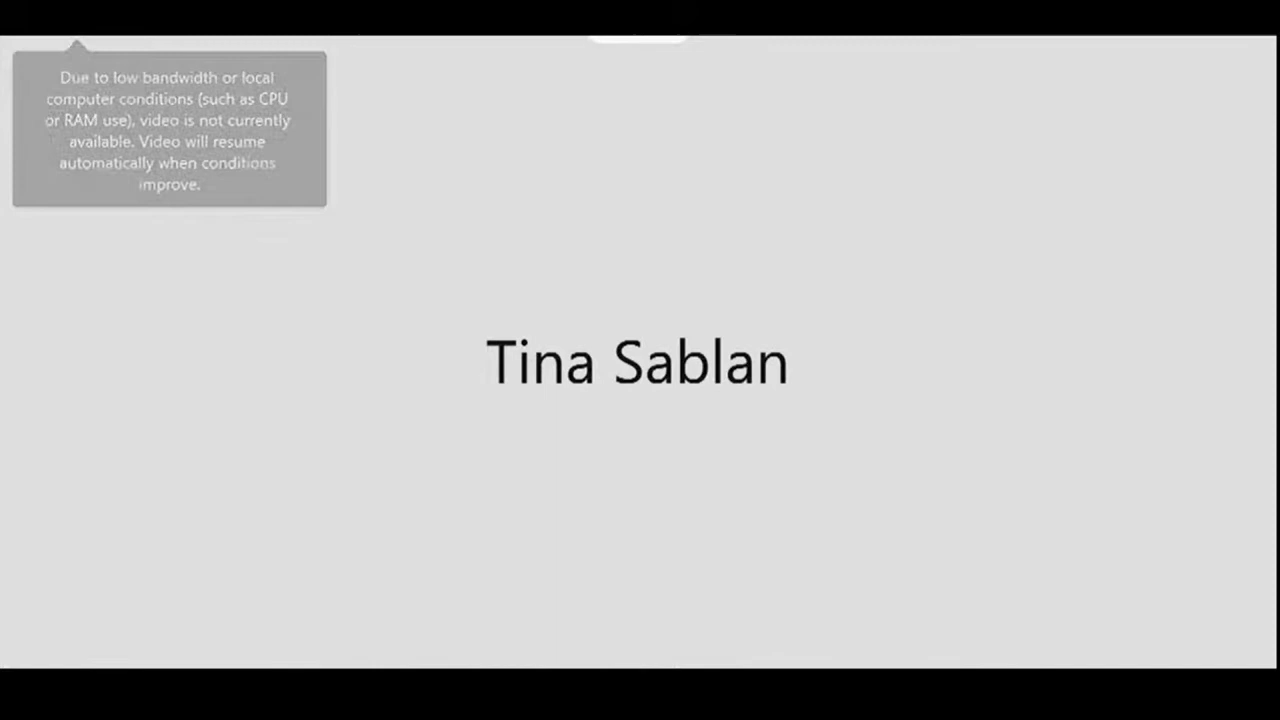 Due to low bandwidth or local
computer conditions (such as CPU
or RAM use), video is not currently
available. Video will resume
automatically when conditions
improve.
Tina Sablan